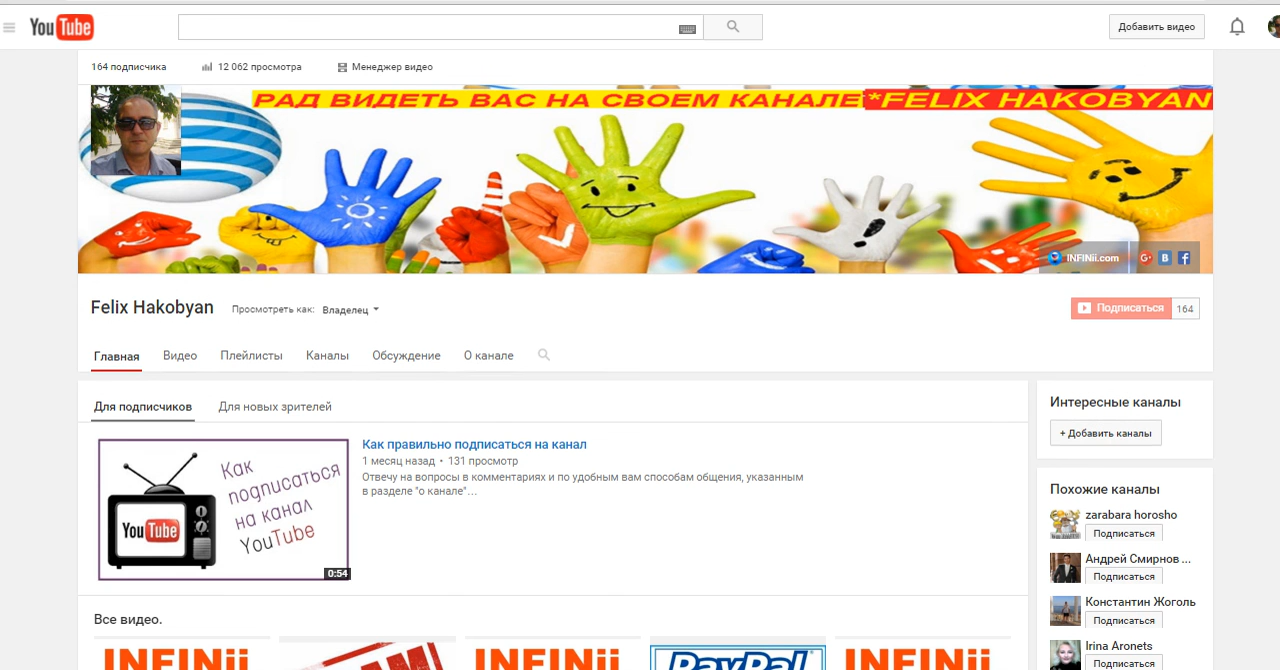 YouTube
Добавить видео
164 подписчика
12 062 просмотра
Менеджер видео
РАД ВИДЕТЬ ВАС НА СВОЕМ КАНАЛЕ!*FELIX HAKOBYAN
INFINii.com
Felix Hakobyan
Просмотреть как: Владелец
Подписаться 164
Главная Видео Плейлисты Каналы Обсуждение О канале
Для подписчиков Для новых зрителей
Интересные каналы
+ Добавить каналы
Как
подписаться
на канал
YouTube
YouTube
0:54
Как правильно подписаться на канал
1 месяц назад • 131 просмотр
Отвечу на вопросы в комментариях и по удобным вам способам общения, указанным
в разделе "о канале"...
Похожие каналы
zarabara horosho
Подписаться
Андрей Смирнов ...
Подписаться
Константин Жоголь
Подписаться
Irina Aronets
Подписаться
Все видео.
INFINii
INFINii
PayPal
INFINii